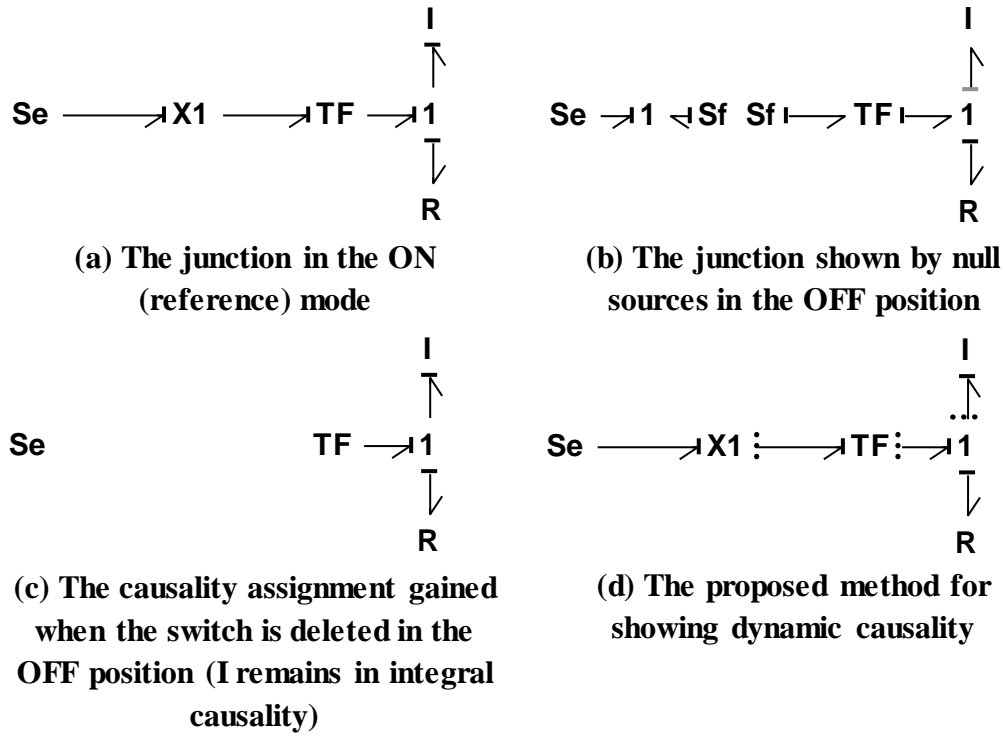 I
Se X1 TF 1
R
(a) The junction in the ON
(reference) mode
I
Se 1 Sf Sf TF 1
R
(b) The junction shown by null
sources in the OFF position
I
Se TF 1
R
(c) The causality assignment gained
when the switch is deleted in the
OFF position (I remains in integral
causality)
I
Se X1 TF 1
R
(d) The proposed method for
showing dynamic causality